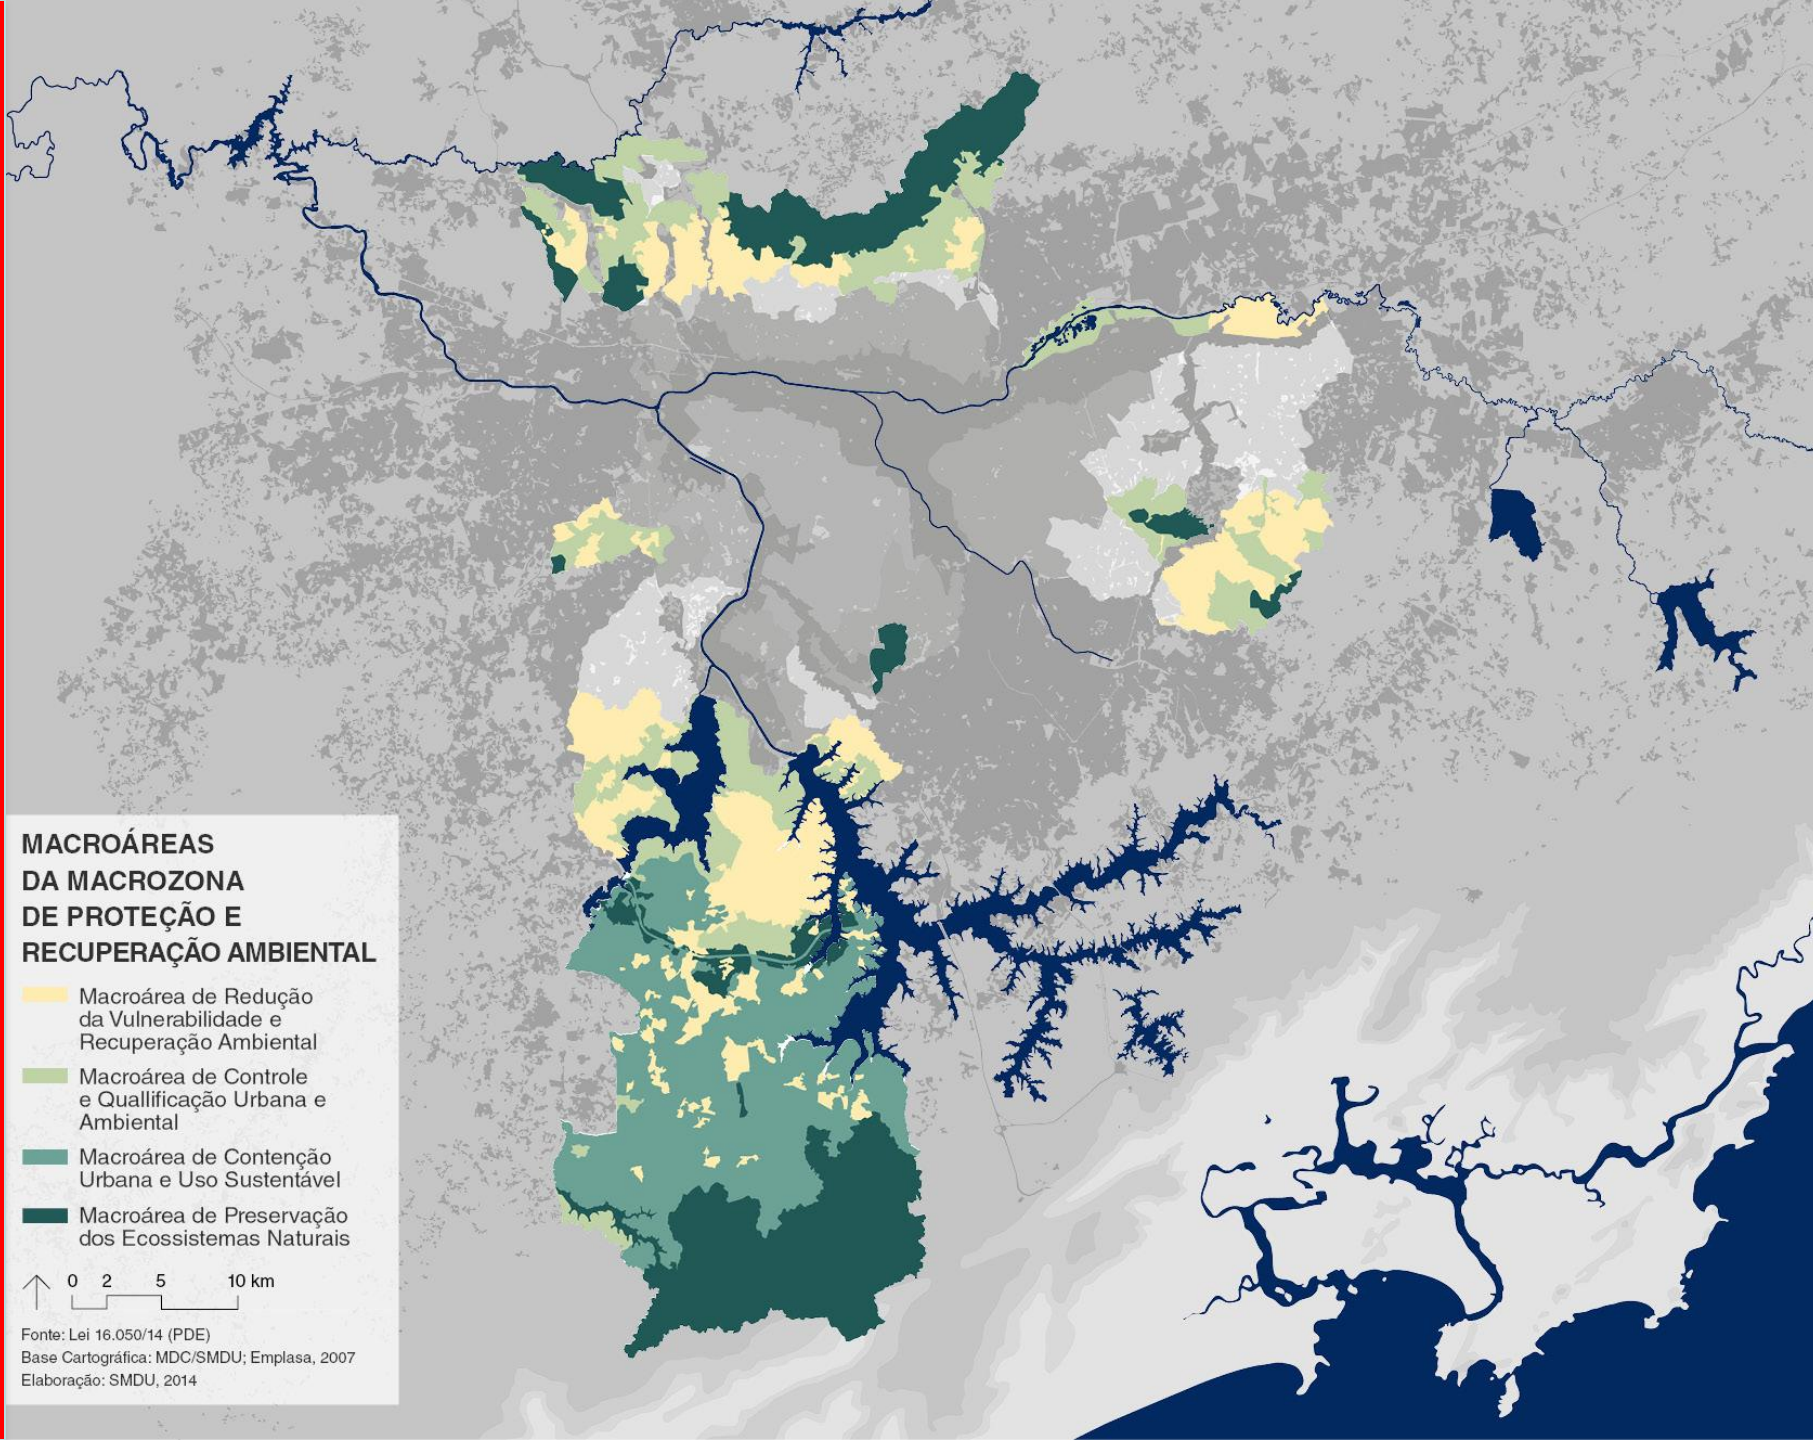 MACROÁREAS
DA MACROZONA
DE PROTEÇÃO E
RECUPERAÇÃO AMBIENTAL
Macroárea de Redução
da Vulnerabilidade e
Recuperação Ambiental
Macroárea de Controle
e Quallificação Urbana e
Ambiental
Macroárea de Contenção
Urbana e Uso Sustentável
Macroárea de Preservação
dos Ecossistemas Naturais
0 2 5 10 km
Fonte: Lei 16.050/14 (PDE)
Base Cartográfica: MDC/SMDU; Emplasa, 2007
Elaboração: SMDU, 2014